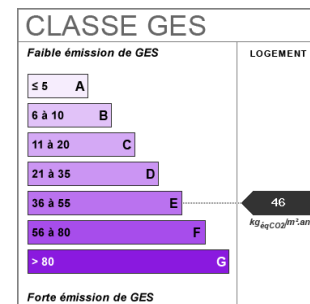 CLASSE GES
Faible émission de GES
LOGEMENT
≤ 5 A
6 à 10 B
11 à 20 C
21 à 35 D
36 à 55 E
46
kgéqCO2/m².an
56 à 80 F
> 80 G
Forte émission de GES